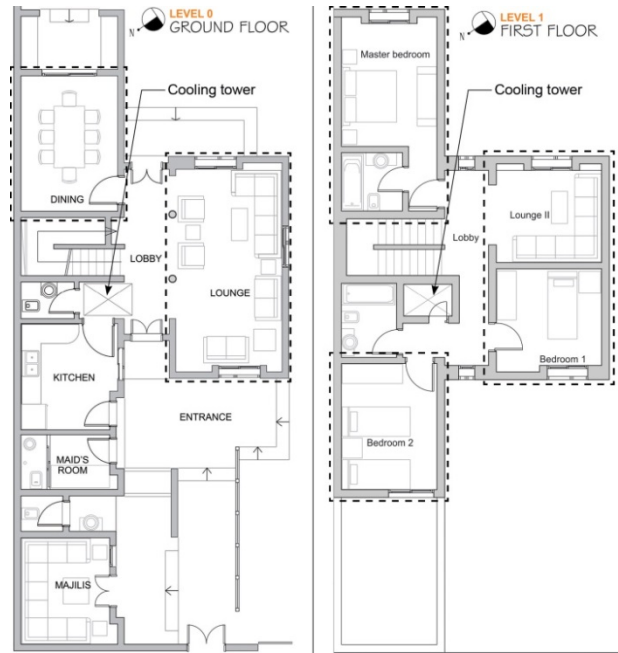 LEVEL 0
GROUND FLOOR
N
Cooling tower
DINING
LOBBY
LOUNGE
KITCHEN
ENTRANCE
MAID'S
ROOM
MAJILIS
LEVEL 1
FIRST FLOOR
N
Master bedroom
Cooling tower
Lounge II
Lobby
Bedroom 1
Bedroom 2